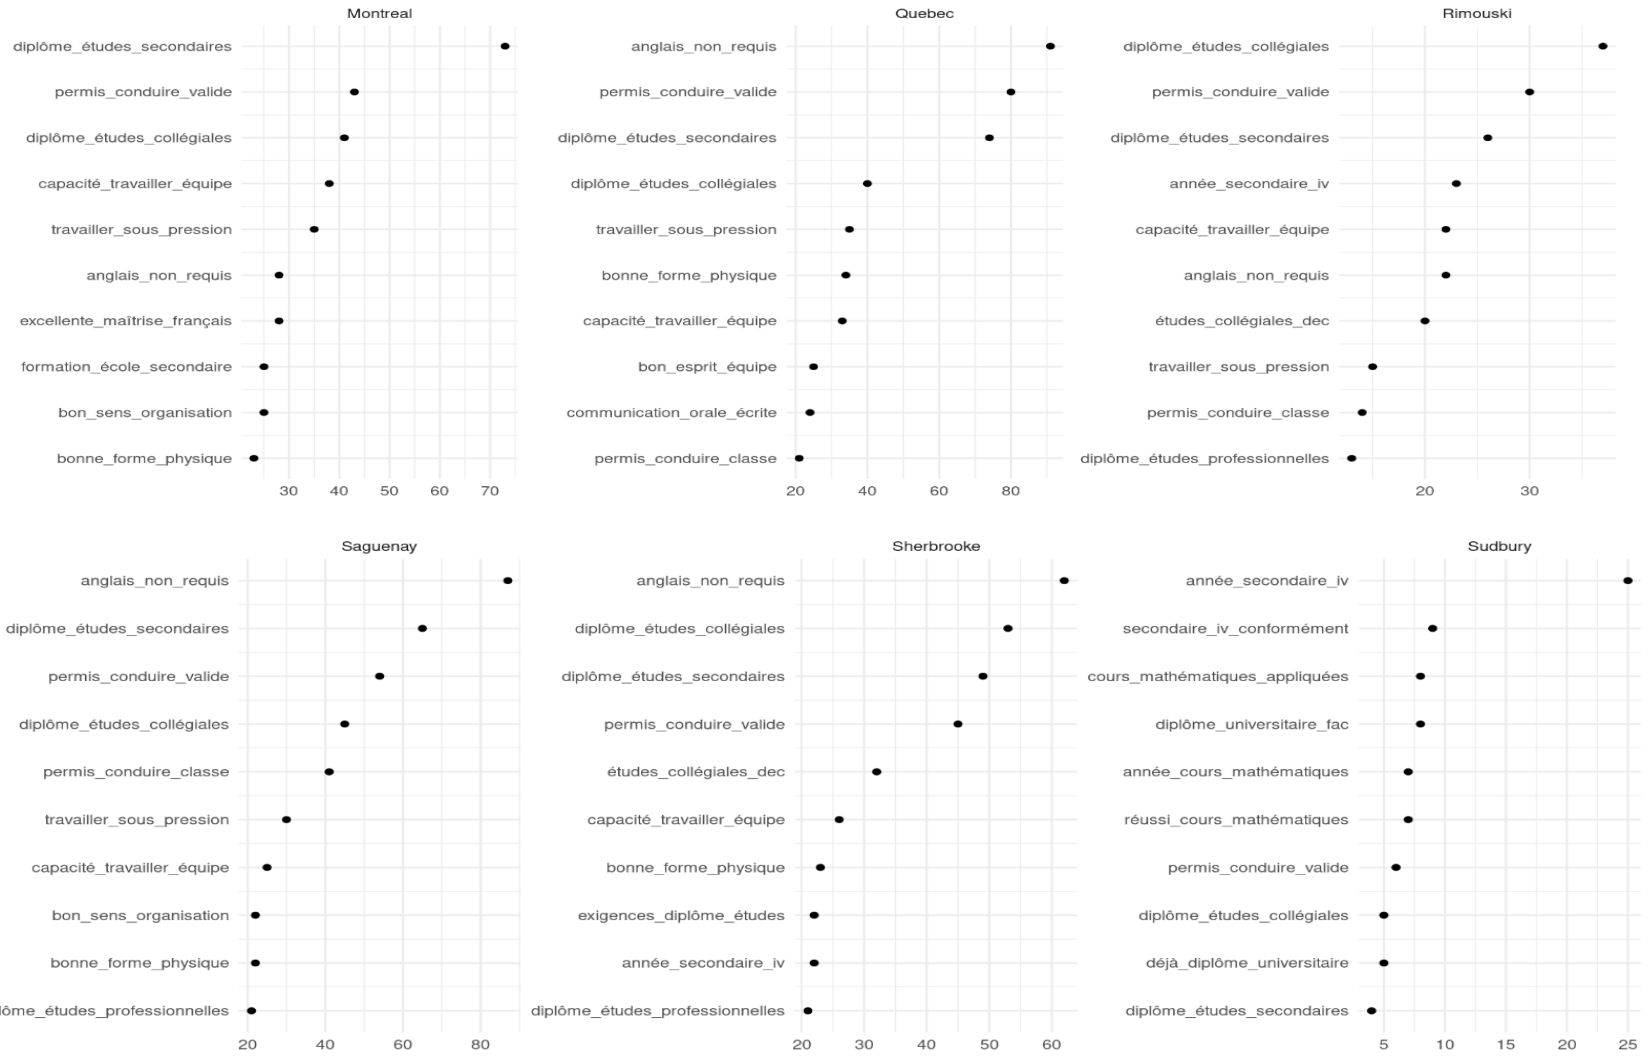 Montreal
diplôme_études_secondaires
permis_conduire_valide
diplôme_études_collégiales
capacité_travailler_équipe
travailler_sous_pression
anglais_non_requis
excellente_maîtrise_français
formation_école_secondaire
bon_sens_organisation
bonne_forme_physique
30 40 50 60 70
Quebec
anglais_non_requis
permis_conduire_valide
diplôme_études_secondaires
diplôme_études_collégiales
travailler_sous_pression
bonne_forme_physique
capacité_travailler_équipe
bon_esprit_équipe
communication_orale_écrite
permis_conduire_classe
20 40 60 80
Rimouski
diplôme_études_collégiales
permis_conduire_valide
diplôme_études_secondaires
année_secondaire_iv
capacité_travailler_équipe
anglais_non_requis
études_collégiales_dec
travailler_sous_pression
permis_conduire_classe
diplôme_études_professionnelles
20 30
Saguenay
anglais_non_requis
diplôme_études_secondaires
permis_conduire_valide
diplôme_études_collégiales
permis_conduire_classe
travailler_sous_pression
capacité_travailler_équipe
bon_sens_organisation
bonne_forme_physique
lôme_études_professionnelles
20 40 60 80
Sherbrooke
anglais_non_requis
diplôme_études_collégiales
diplôme_études_secondaires
permis_conduire_valide
études_collégiales_dec
capacité_travailler_équipe
bonne_forme_physique
exigences_diplôme_études
année_secondaire_iv
diplôme_études_professionnelles
20 30 40 50 60
Sudbury
année_secondaire_iv
secondaire_iv_conformément
cours_mathématiques_appliquées
diplôme_universitaire_fac
année_cours_mathématiques
réussi_cours_mathématiques
permis_conduire_valide
diplôme_études_collégiales
déjà_diplôme_universitaire
diplôme_études_secondaires
5 10 15 20 25